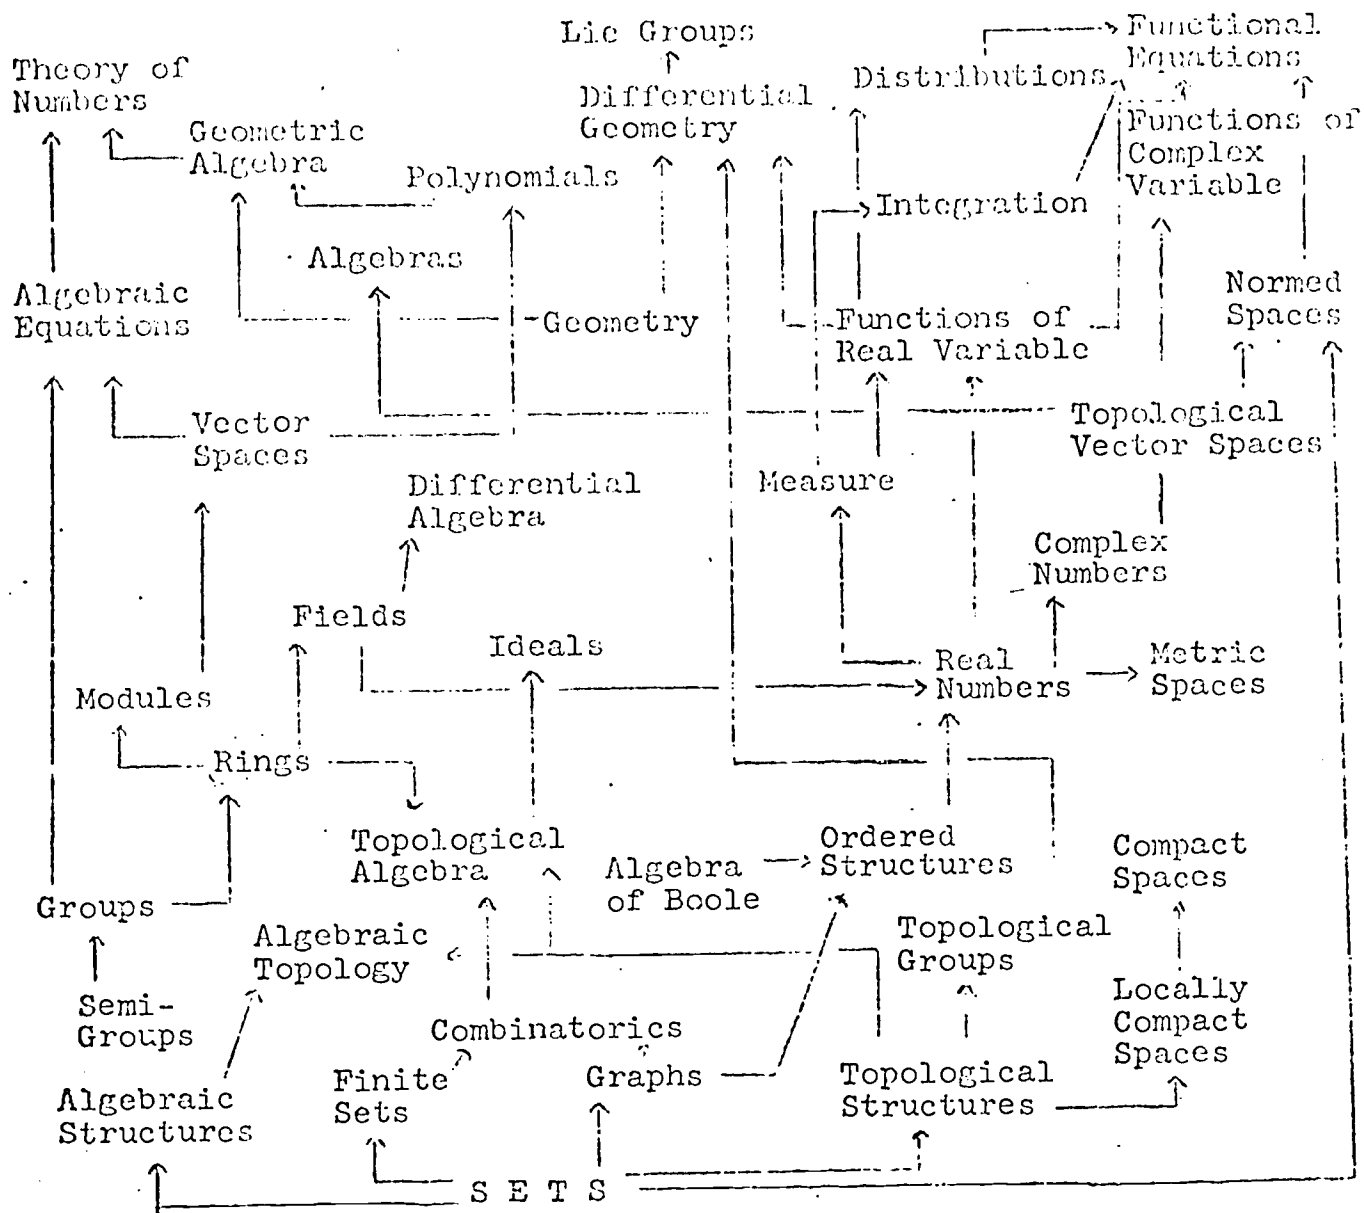 Lie Groups
Functional
Equations
Theory of
Numbers
Distributions
Differential
Geometry
Geometric
Algebra
Functions of
Complex
Variable
Polynomials
Integration
Algebras
Algebraic
Equations
Normed
Spaces
Geometry
Functions of
Real Variable
Vector
Spaces
Topological
Vector Spaces
Differential
Algebra
Measure
Complex
Numbers
Fields
Ideals
Real
Numbers
Metric
Spaces
Modules
Rings
Topological
Algebra
Algebra
of Boole
Ordered
Structures
Compact
Spaces
Groups
Algebraic
Topology
Topological
Groups
Semi-
Groups
Combinatorics
Locally
Compact
Spaces
Algebraic
Structures
Finite
Sets
Graphs
Topological
Structures
S E T S